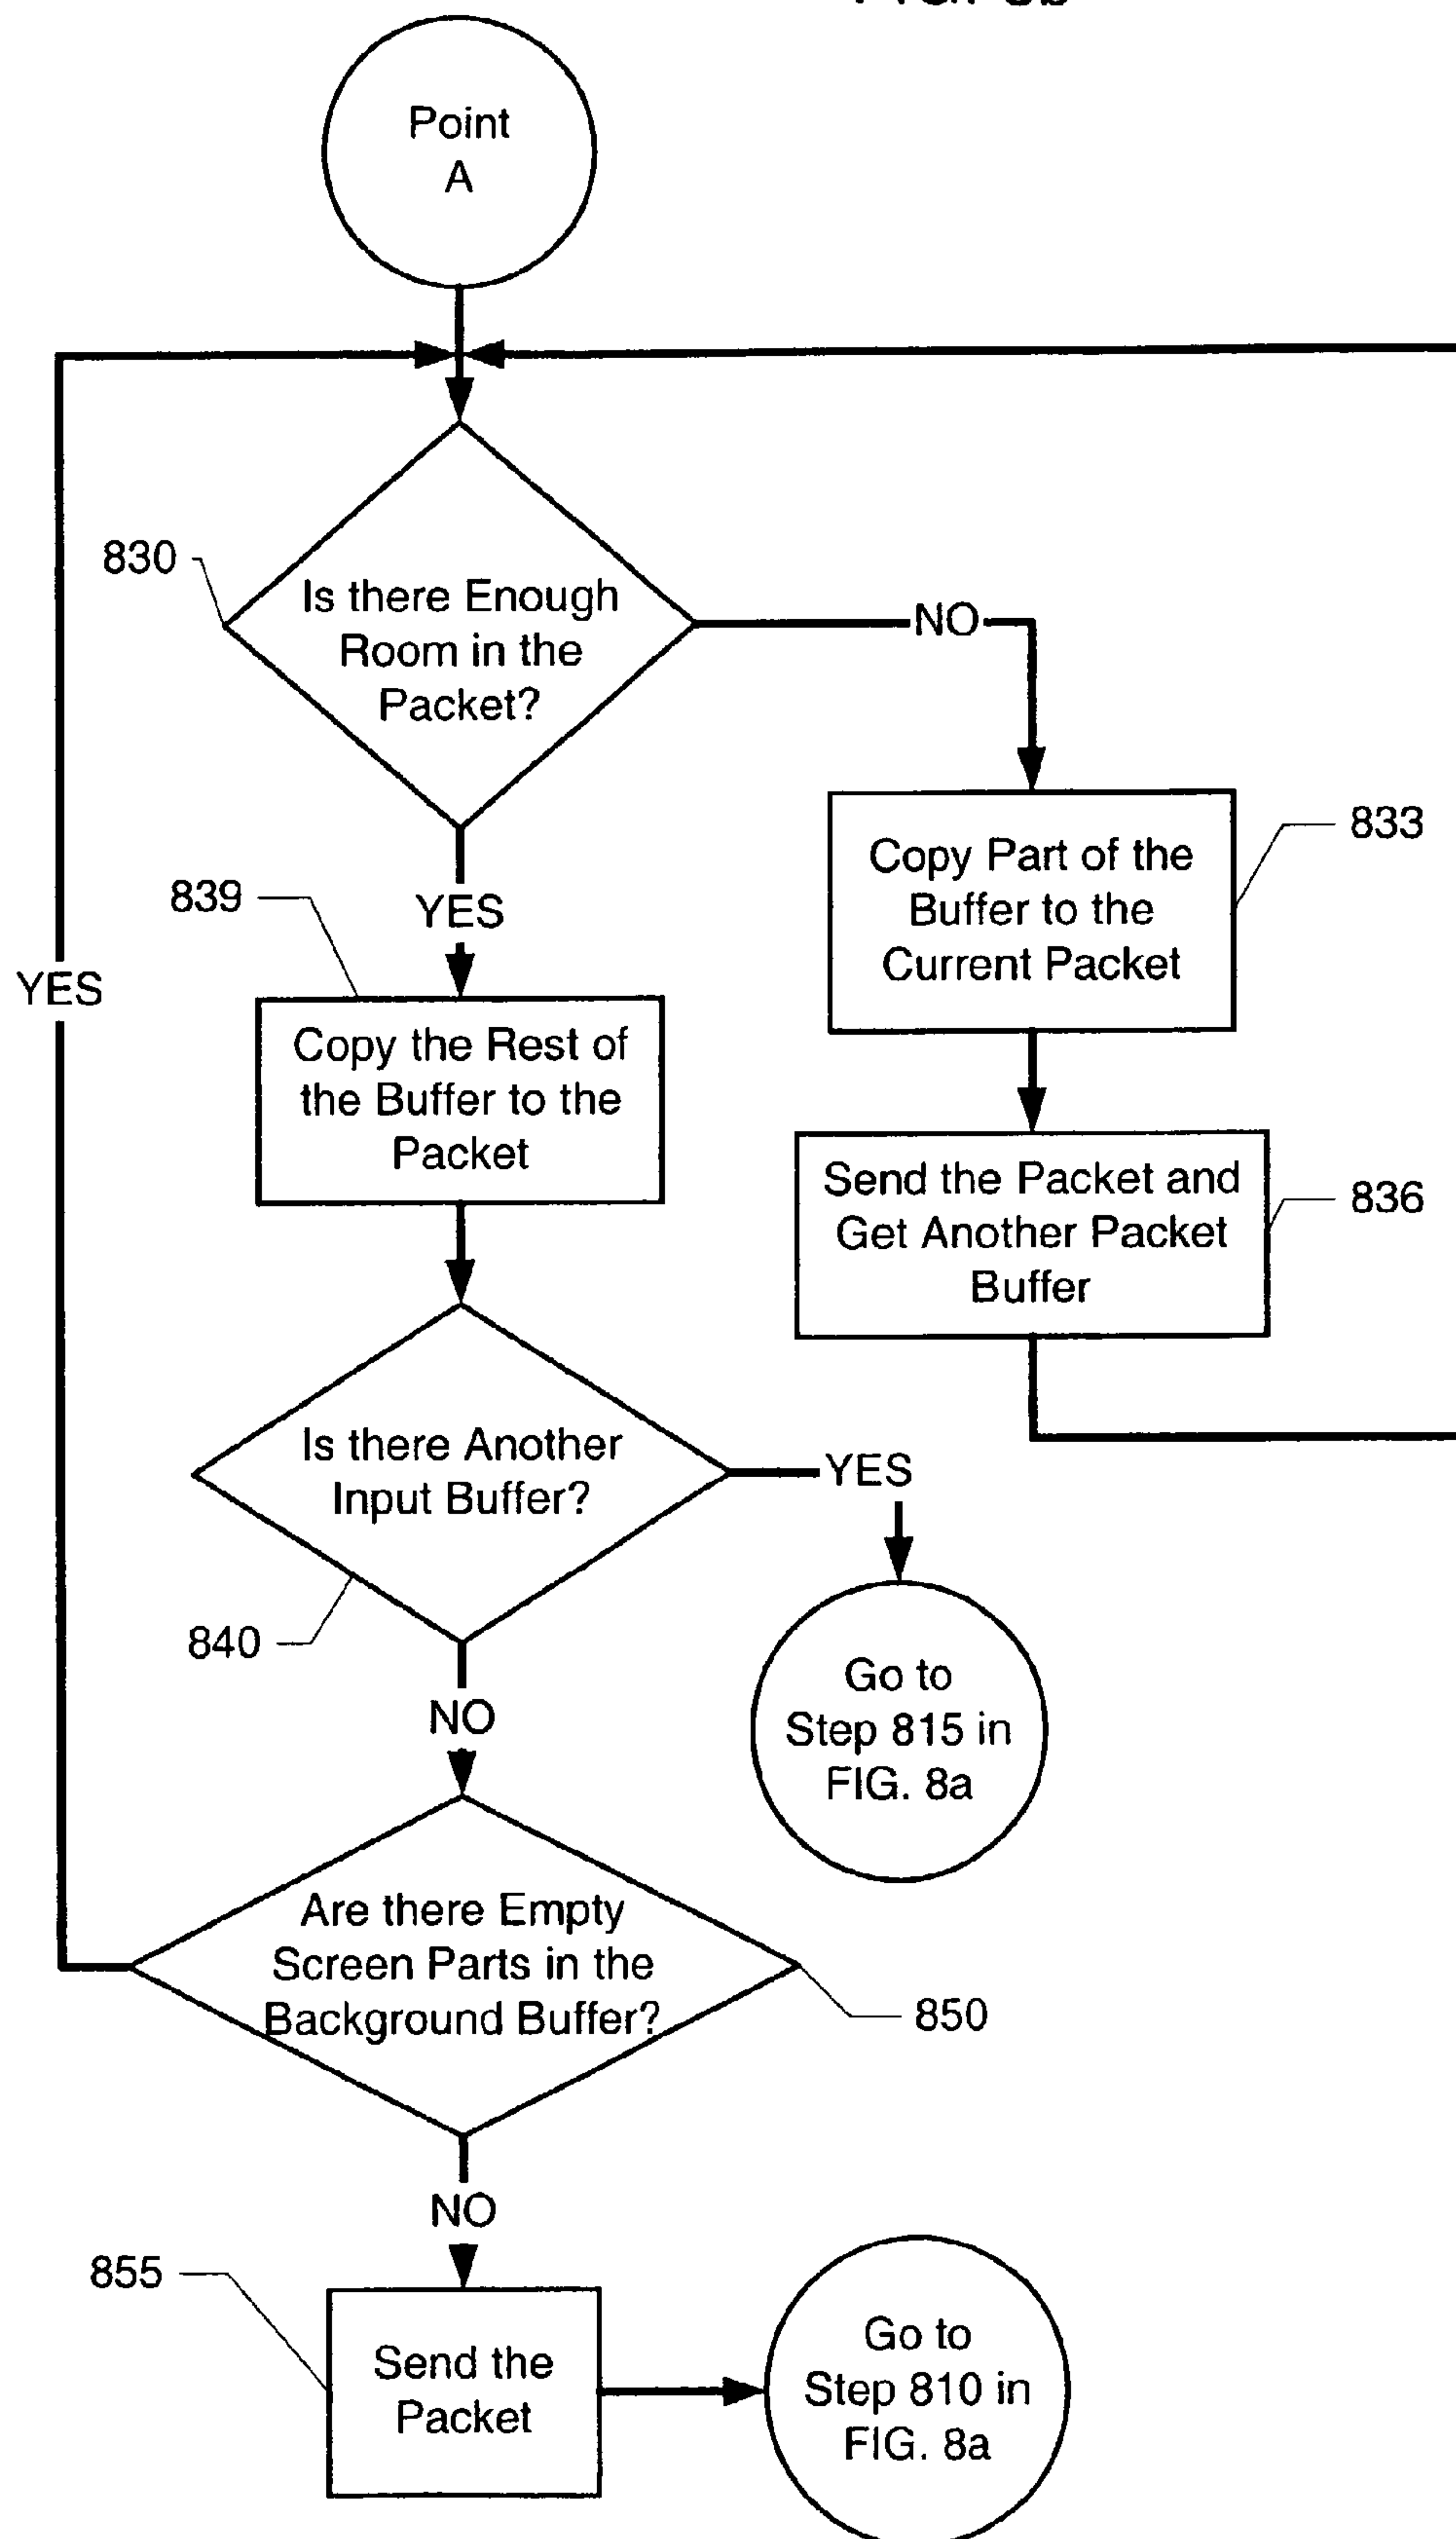 Point
A
830
Is there Enough
Room in the
Packet?
NO
833
Copy Part of the
Buffer to the
Current Packet
YES
839
YES
Copy the Rest of
the Buffer to the
Packet
836
Send the Packet and
Get Another Packet
Buffer
Is there Another
Input Buffer?
YES
840
NO
Go to
Step 815 in
FIG. 8a
Are there Empty
Screen Parts in the
Background Buffer?
850
NO
855
Send the
Packet
Go to
Step 810 in
FIG. 8a